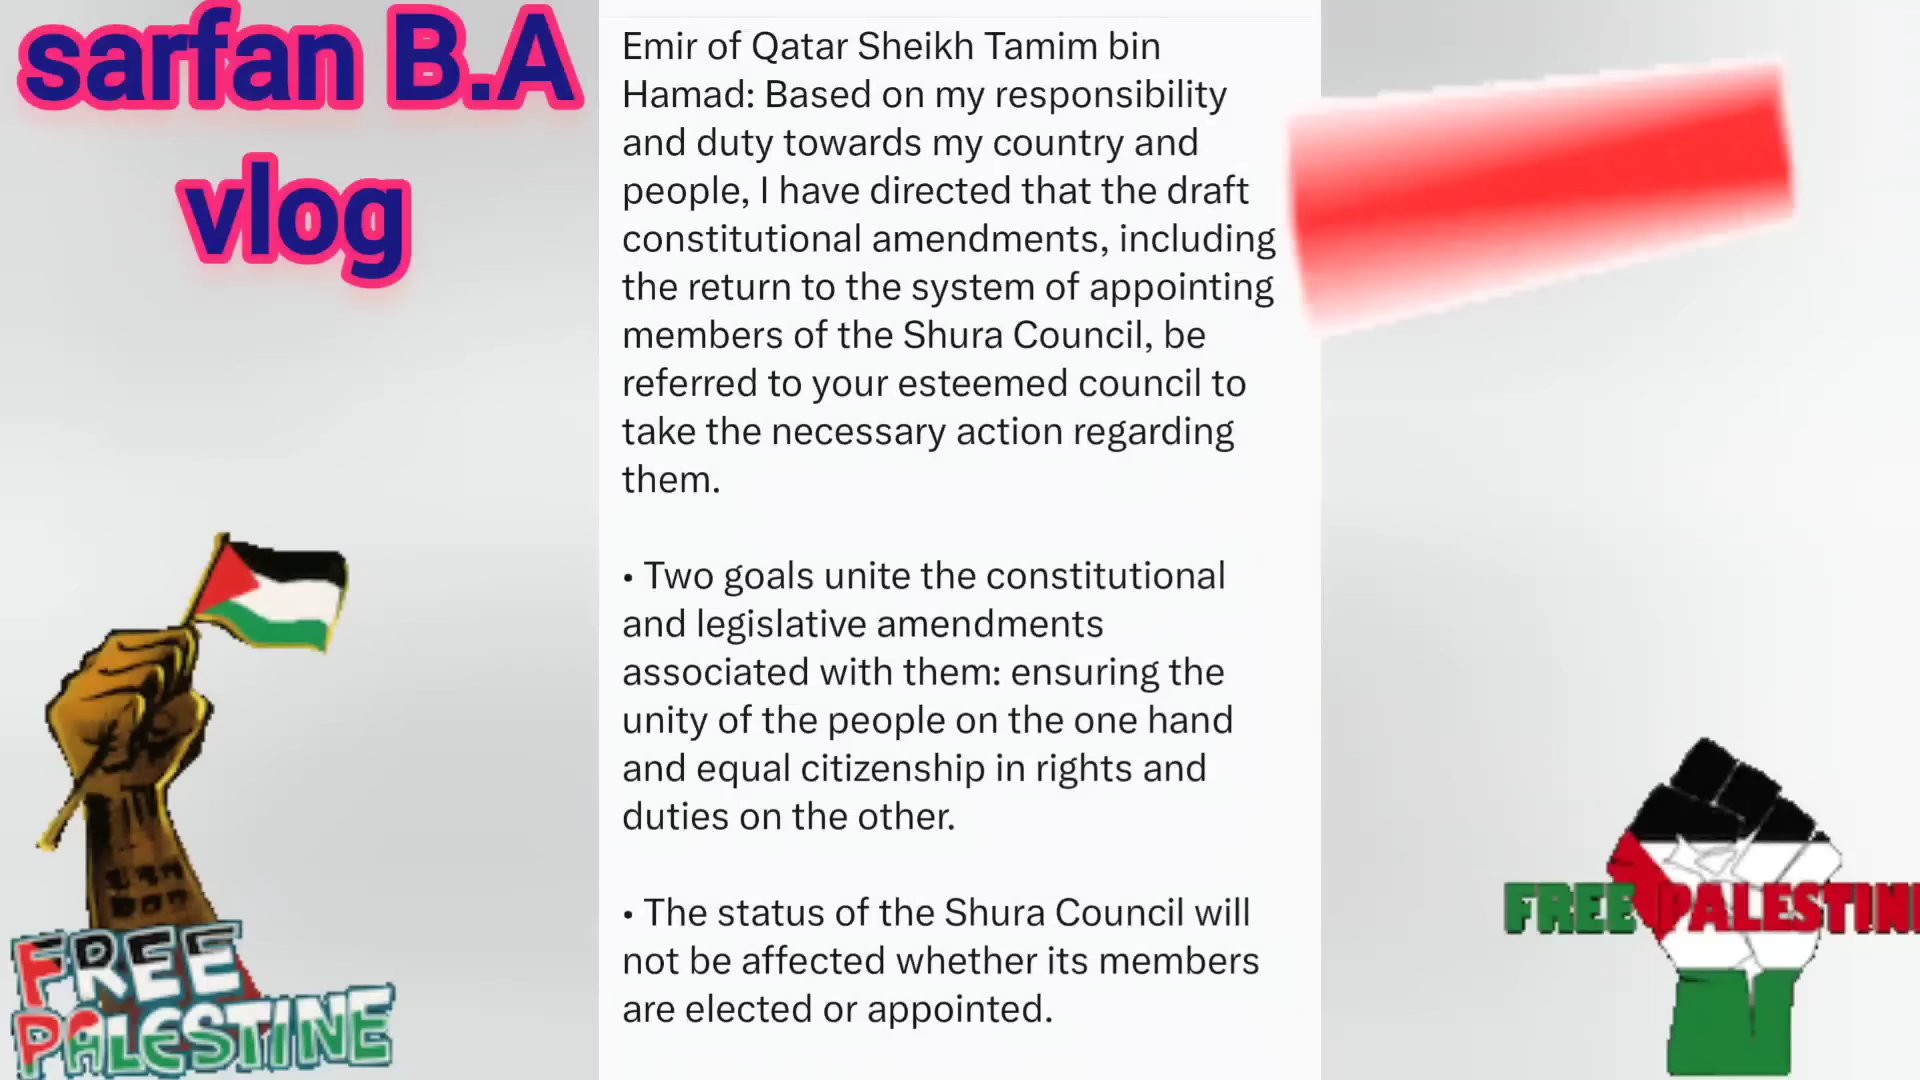 sarfan B.A
vlog
Emir of Qatar Sheikh Tamim bin
Hamad: Based on my responsibility
and duty towards my country and
people, I have directed that the draft
constitutional amendments, including
the return to the system of appointing
members of the Shura Council, be
referred to your esteemed council to
take the necessary action regarding
them.
• Two goals unite the constitutional
and legislative amendments
associated with them: ensuring the
unity of the people on the one hand
and equal citizenship in rights and
duties on the other.
• The status of the Shura Council will
not be affected whether its members
are elected or appointed.
FREE
PALESTINE
FREE PALESTIN